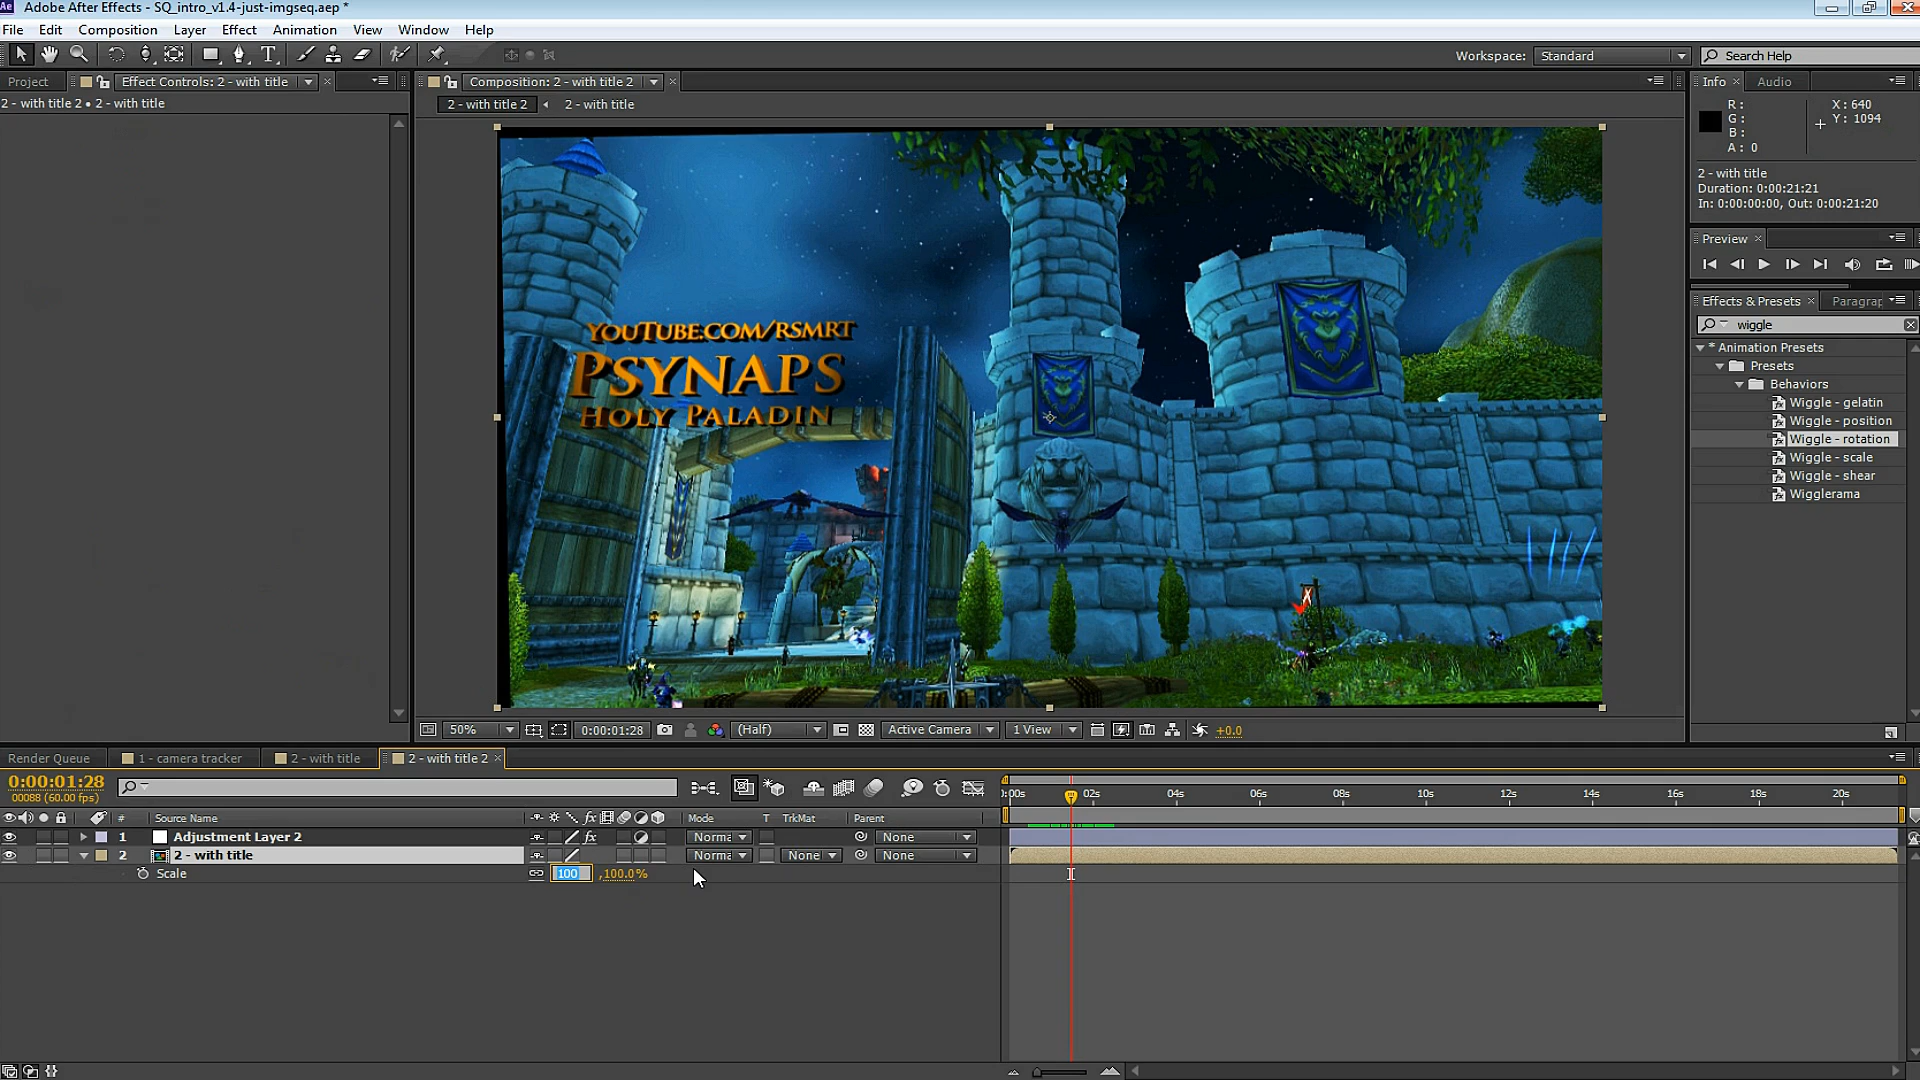 Adobe After Effects - SQ_intro_v1.4-just-imgseq.aep *
File Edit Composition Layer Effect Animation View Window Help
Workspace: Standard Search Help
Project Effect Controls: 2 - with title Composition: 2 - with title 2 Info Audio
2 - with title 2 • 2 - with title
2 - with title 2 2 - with title
R: X: 640
G: Y: 1094
B:
A: 0
2 - with title
Duration: 0:00:21:21
In: 0:00:00:00, Out: 0:00:21:20
Preview
Effects & Presets Paragrap
wiggle
* Animation Presets
Presets
Behaviors
Wiggle - gelatin
Wiggle - position
Wiggle - rotation
Wiggle - scale
Wiggle - shear
Wigglerama
YouTube.com/rsmrt
Psynaps
Holy Paladin
50% 0:00:01:28 (Half) Active Camera 1 View +0.0
Render Queue 1 - camera tracker 2 - with title 2 - with title 2
0:00:01:28
00088 (60.00 fps)
:00s 02s 04s 06s 08s 10s 12s 14s 16s 18s 20s
# Source Name Mode T TrkMat Parent
1 Adjustment Layer 2 Norma None
2 2 - with title Norma None None
Scale 100 ,100.0%